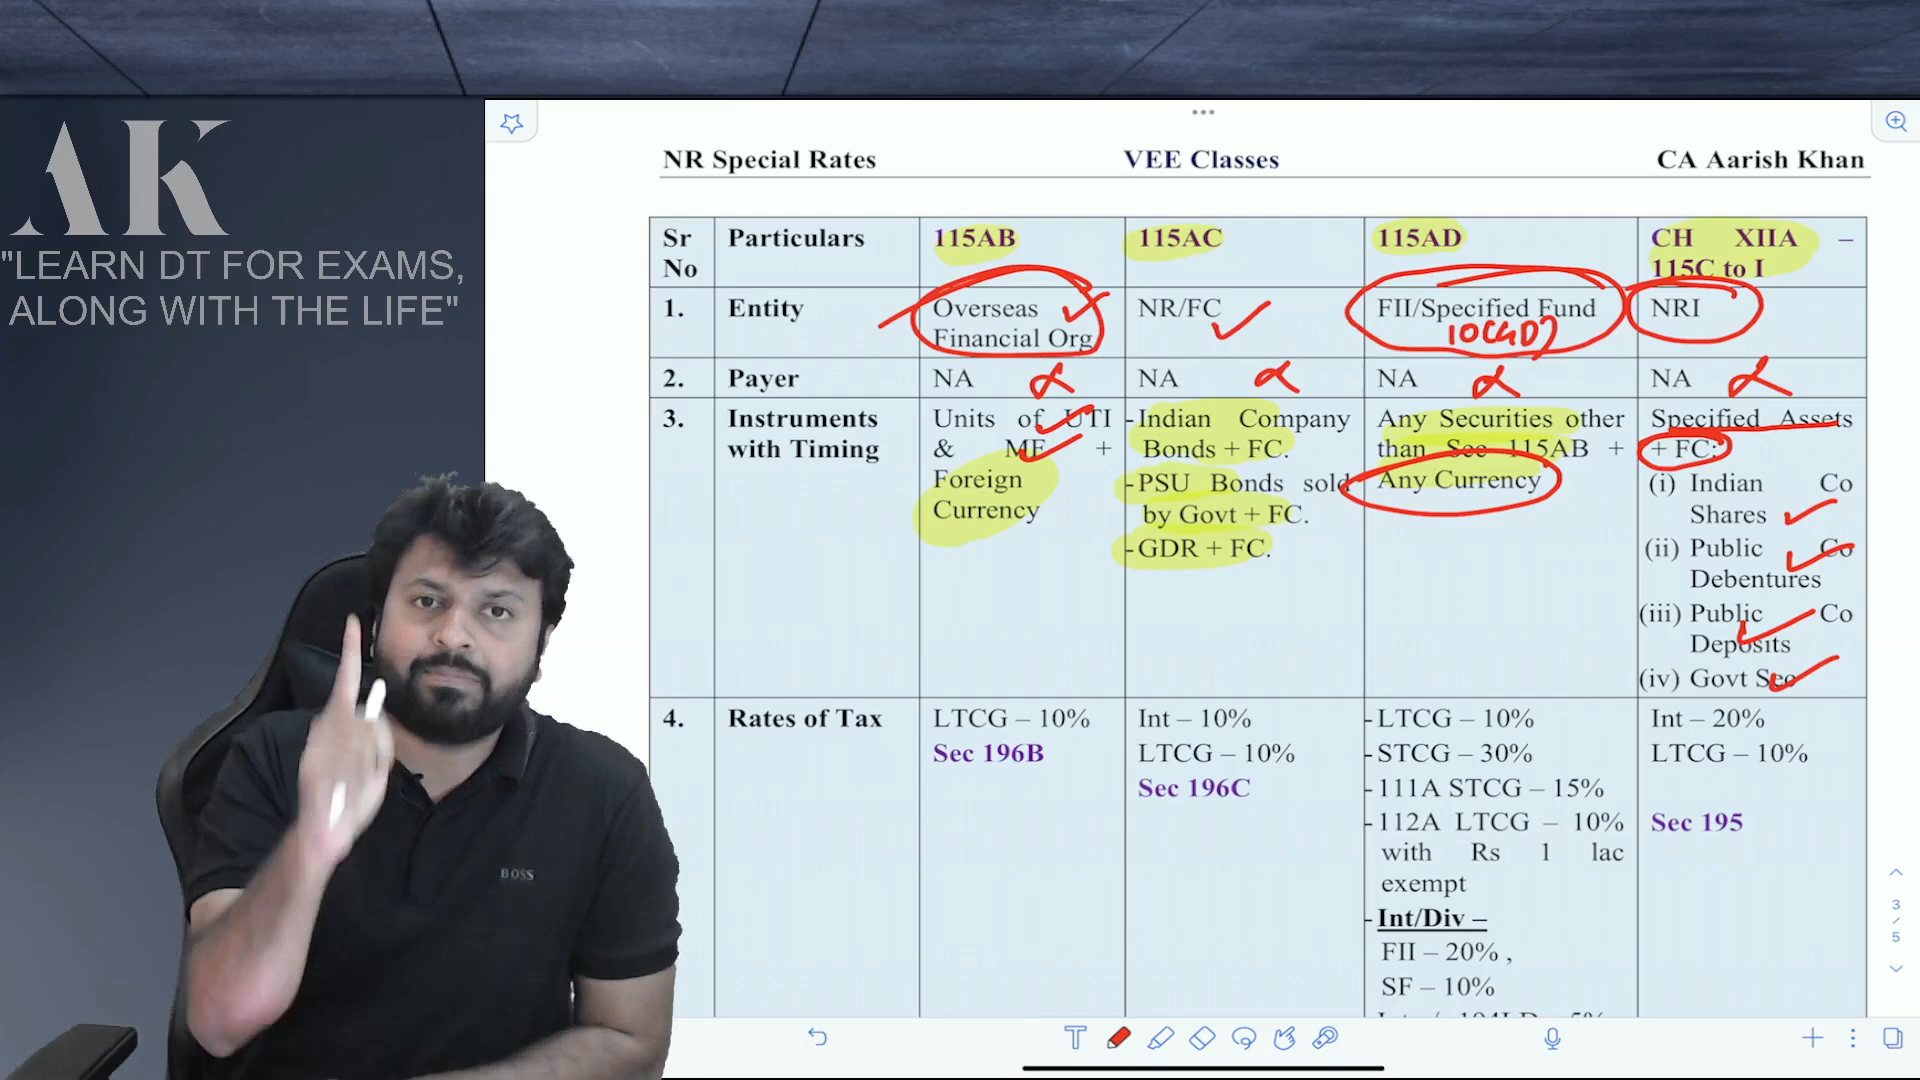 AK
"LEARN DT FOR EXAMS,
ALONG WITH THE LIFE"
NR Special Rates VEE Classes CA Aarish Khan
Sr No Particulars 115AB 115AC 115AD CH XIIA – 115C to I
1. Entity
Overseas
Financial Org
NR/FC
FII/Specified Fund
10(4D)
NRI
2. Payer NA NA NA NA
3. Instruments
with Timing
Units of UTI
& MF +
Foreign
Currency
-Indian Company
Bonds + FC.
-PSU Bonds sold
by Govt + FC.
-GDR + FC.
Any Securities other
than Sec 115AB +
Any Currency
Specified Assets
+ FC:
(i) Indian Co
Shares
(ii) Public Co
Debentures
(iii) Public Co
Deposits
(iv) Govt Sec
4. Rates of Tax
LTCG – 10%
Sec 196B
Int – 10%
LTCG – 10%
Sec 196C
-LTCG – 10%
-STCG – 30%
-111A STCG – 15%
-112A LTCG – 10%
with Rs 1 lac
exempt
-Int/Div –
FII – 20% ,
SF – 10%
Int – 20%
LTCG – 10%
Sec 195
BOSS
3
/
5